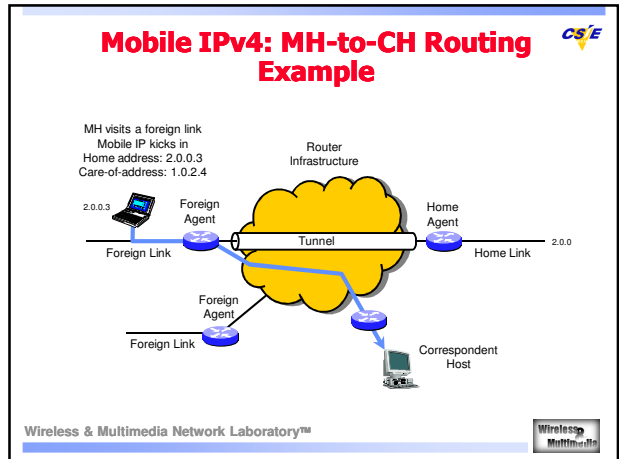 Mobile IPv4: MH-to-CH Routing
Example
CS/E
MH visits a foreign link
Mobile IP kicks in
Home address: 2.0.0.3
Care-of-address: 1.0.2.4
Router
Infrastructure
2.0.0.3
Foreign
Agent
Home
Agent
Tunnel
Foreign Link
Home Link
2.0.0
Foreign
Agent
Foreign Link
Correspondent
Host
Wireless & Multimedia Network Laboratory™
Wireless
Multimedia